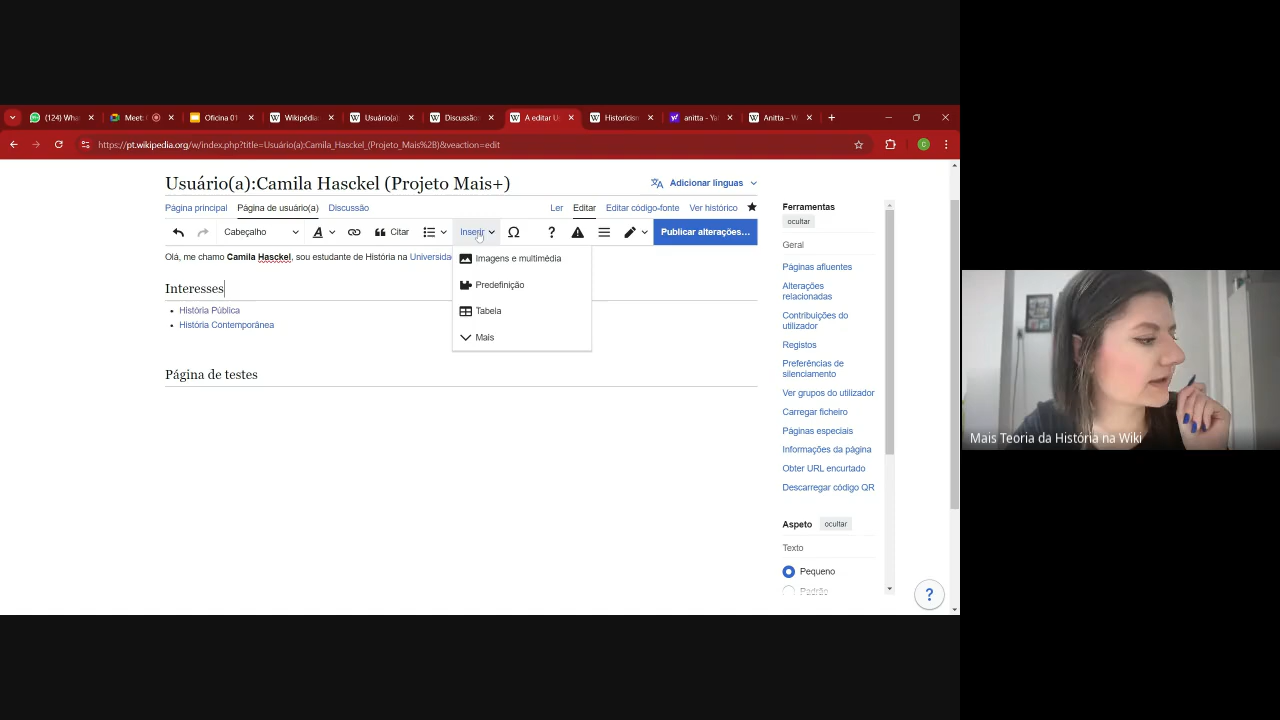 (124) Wha
Meet:
Oficina 01
Wikipédia
Usuário(a):
Discussão
A editar U
Historicism
anitta - Ya
Anitta – W
https://pt.wikipedia.org/w/index.php?title=Usuário(a):Camila_Hasckel_(Projeto_Mais%2B)&veaction=edit
C
Usuário(a):Camila Hasckel (Projeto Mais+)
Adicionar línguas
Página principal
Página de usuário(a)
Discussão
Ler
Editar
Editar código-fonte
Ver histórico
Cabeçalho
A
Citar
Inserir
Ω
?
Publicar alterações…
Olá, me chamo Camila Hasckel, sou estudante de História na Universida
Imagens e multimédia
Predefinição
Tabela
Mais
Interesses
História Pública
História Contemporânea
Página de testes
Ferramentas
ocultar
Geral
Páginas afluentes
Alterações
relacionadas
Contribuições do
utilizador
Registos
Preferências de
silenciamento
Ver grupos do utilizador
Carregar ficheiro
Páginas especiais
Informações da página
Obter URL encurtado
Descarregar código QR
Aspeto
ocultar
Texto
Pequeno
Padrão
?
Mais Teoria da História na Wiki